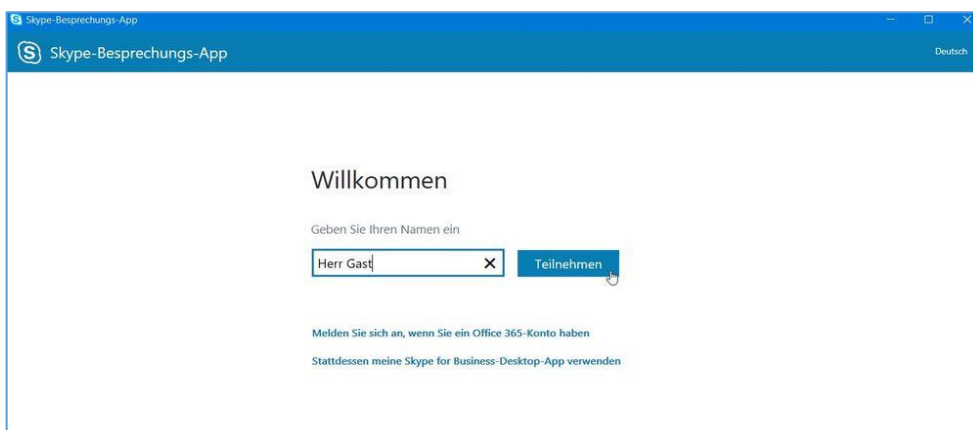 Skype-Besprechungs-App
Skype-Besprechungs-App
Deutsch
Willkommen
Geben Sie Ihren Namen ein
Herr Gast
Teilnehmen
Melden Sie sich an, wenn Sie ein Office 365-Konto haben
Stattdessen meine Skype for Business-Desktop-App verwenden